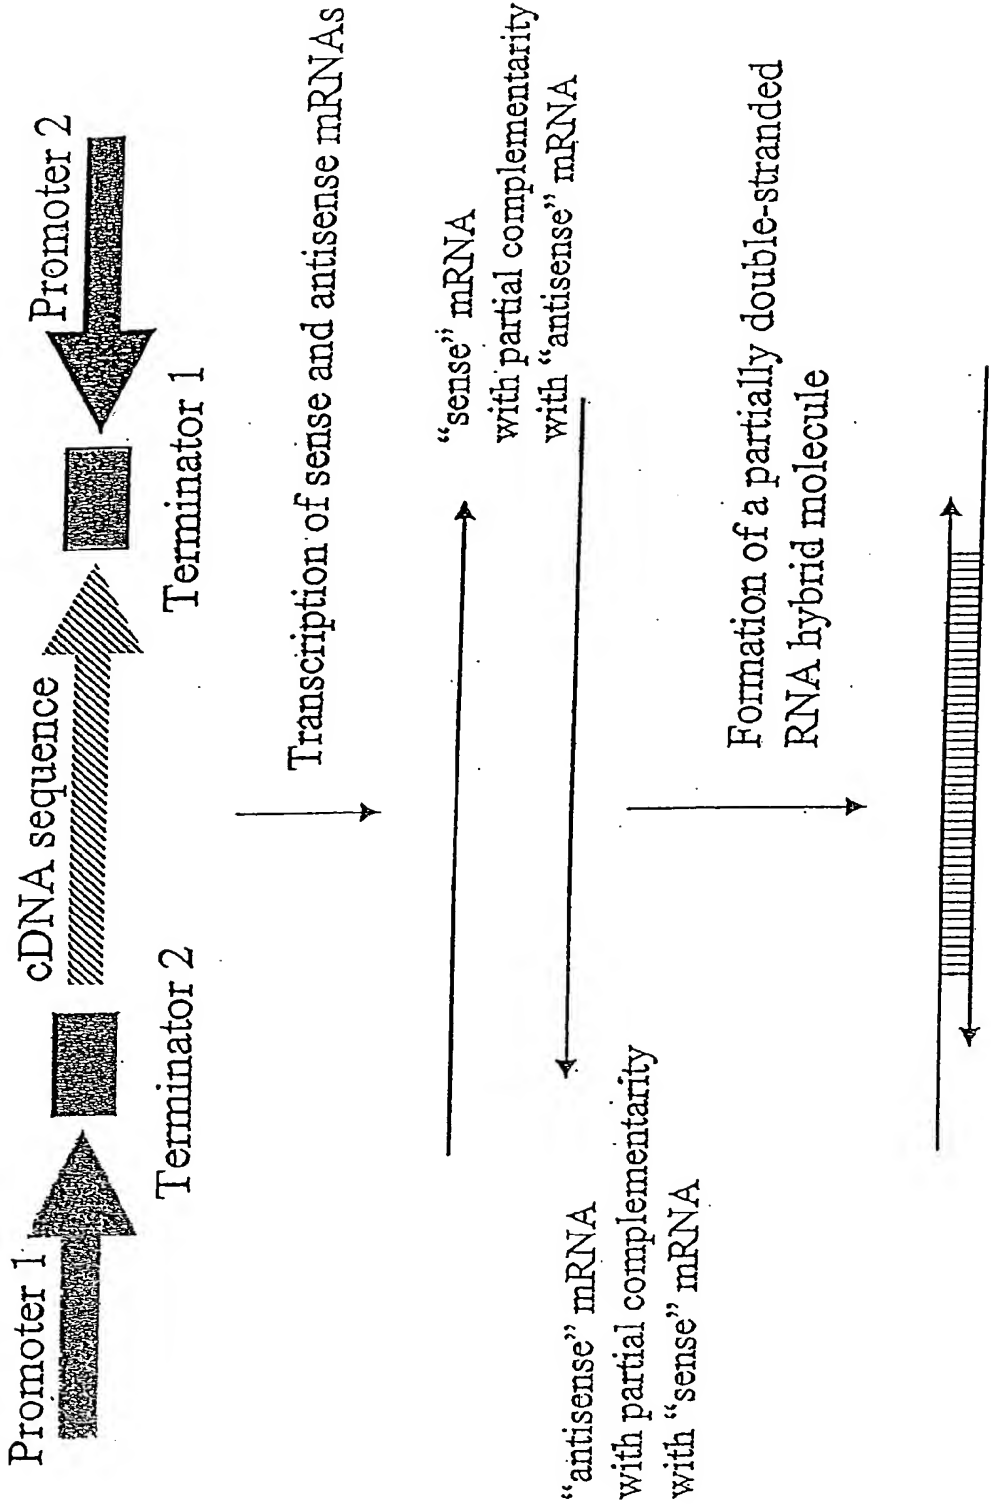 Promoter 1
cDNA sequence
Promoter 2
Terminator 2
Terminator 1
Transcription of sense and antisense mRNAs
“sense” mRNA
with partial complementarity
with “antisense” mRNA
“antisense” mRNA
with partial complementarity
with “sense” mRNA
Formation of a partially double-stranded
RNA hybrid molecule